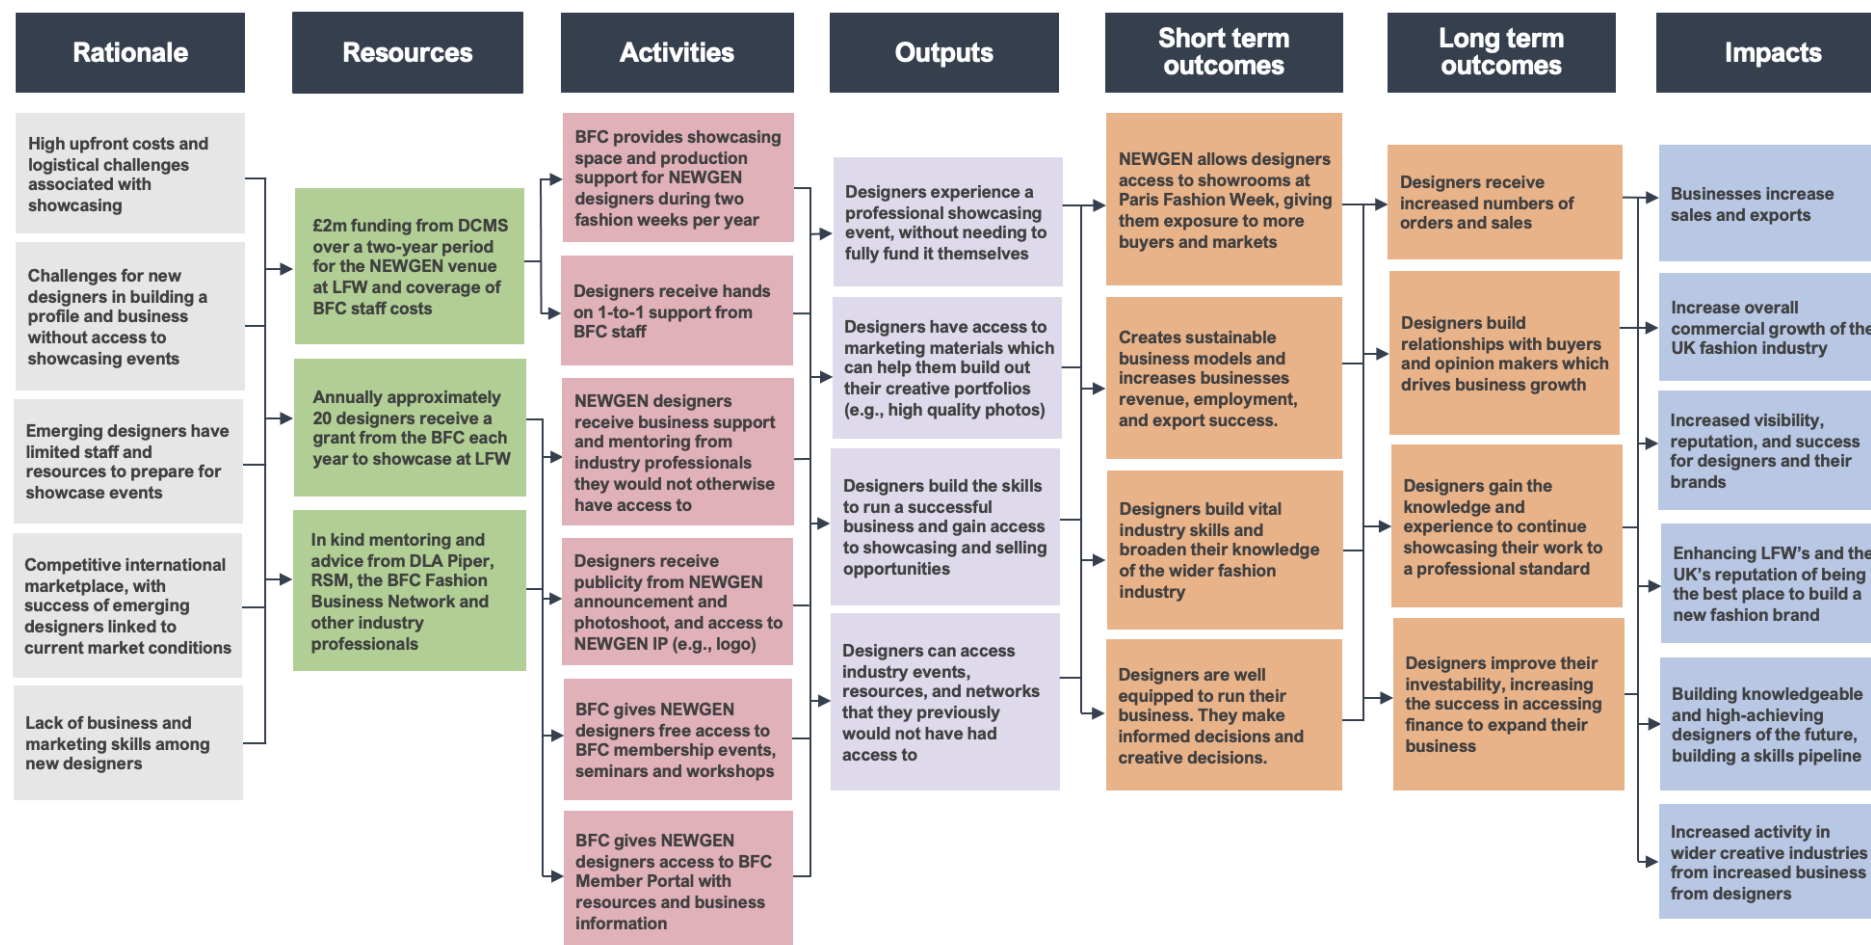 Rationale
High upfront costs and
logistical challenges
associated with
showcasing
Challenges for new
designers in building a
profile and business
without access to
showcasing events
Emerging designers have
limited staff and
resources to prepare for
showcase events
Competitive international
marketplace, with
success of emerging
designers linked to
current market conditions
Lack of business and
marketing skills among
new designers
Resources
£2m funding from DCMS
over a two-year period
for the NEWGEN venue
at LFW and coverage of
BFC staff costs
Annually approximately
20 designers receive a
grant from the BFC each
year to showcase at LFW
In kind mentoring and
advice from DLA Piper,
RSM, the BFC Fashion
Business Network and
other industry
professionals
Activities
BFC provides showcasing
space and production
support for NEWGEN
designers during two
fashion weeks per year
Designers receive hands
on 1-to-1 support from
BFC staff
NEWGEN designers
receive business support
and mentoring from
industry professionals
they would not otherwise
have access to
Designers receive
publicity from NEWGEN
announcement and
photoshoot, and access to
NEWGEN IP (e.g., logo)
BFC gives NEWGEN
designers free access to
BFC membership events,
seminars and workshops
BFC gives NEWGEN
designers access to BFC
Member Portal with
resources and business
information
Outputs
Designers experience a
professional showcasing
event, without needing to
fully fund it themselves
Designers have access to
marketing materials which
can help them build out
their creative portfolios
(e.g., high quality photos)
Designers build the skills
to run a successful
business and gain access
to showcasing and selling
opportunities
Designers can access
industry events,
resources, and networks
that they previously
would not have had
access to
Short term
outcomes
NEWGEN allows designers
access to showrooms at
Paris Fashion Week, giving
them exposure to more
buyers and markets
Creates sustainable
business models and
increases businesses
revenue, employment,
and export success.
Designers build vital
industry skills and
broaden their knowledge
of the wider fashion
industry
Designers are well
equipped to run their
business. They make
informed decisions and
creative decisions.
Long term
outcomes
Designers receive
increased numbers of
orders and sales
Designers build
relationships with buyers
and opinion makers which
drives business growth
Designers gain the
knowledge and
experience to continue
showcasing their work to
a professional standard
Designers improve their
investability, increasing
the success in accessing
finance to expand their
business
Impacts
Businesses increase
sales and exports
Increase overall
commercial growth of the
UK fashion industry
Increased visibility,
reputation, and success
for designers and their
brands
Enhancing LFW's and the
UK's reputation of being
the best place to build a
new fashion brand
Building knowledgeable
and high-achieving
designers of the future,
building a skills pipeline
Increased activity in
wider creative industries
from increased business
from designers